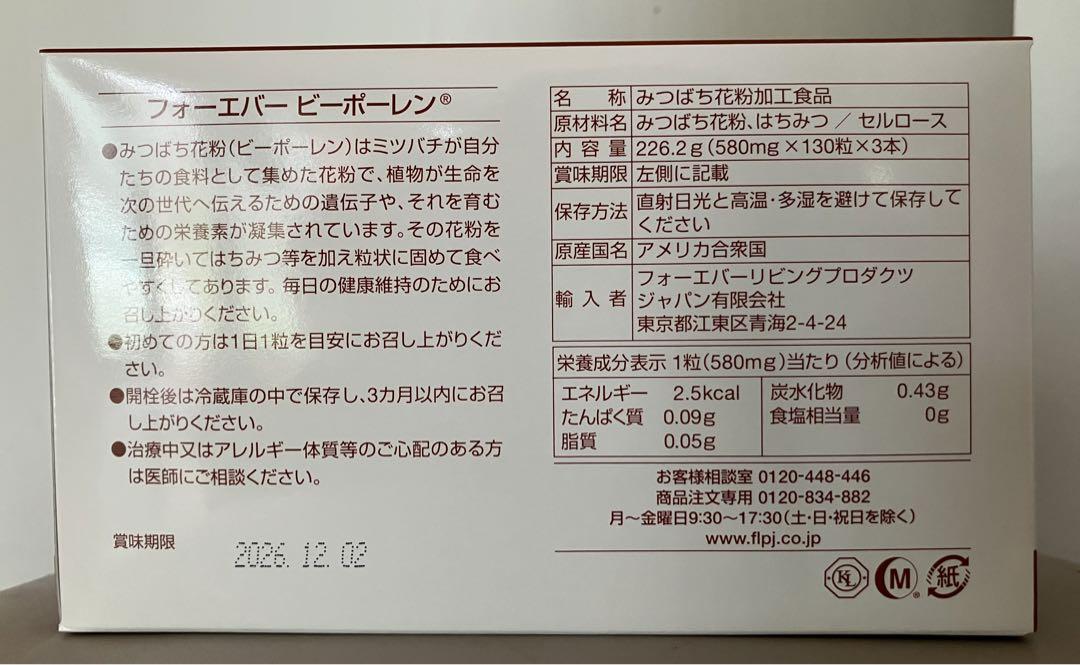 フォーエバー ビーポーレン®
●みつばち花粉(ビーポーレン)はミツバチが自分
たちの食料として集めた花粉で、植物が生命を
次の世代へ伝えるための遺伝子や、それを育む
ための栄養素が凝集されています。その花粉を
一旦砕いてはちみつ等を加え粒状に固めて食べ
やすくしてあります。毎日の健康維持のためにお
召し上がりください。
●初めての方は1日1粒を目安にお召し上がりくだ
さい。
●開栓後は冷蔵庫の中で保存し、3カ月以内にお召
し上がりください。
●治療中又はアレルギー体質等のご心配のある方
は医師にご相談ください。
賞味期限 2026.12.02
名称 みつばち花粉加工食品
原材料名 みつばち花粉、はちみつ / セルロース
内容量 226.2g(580mg×130粒×3本)
賞味期限 左側に記載
保存方法 直射日光と高温・多湿を避けて保存して
ください
原産国名 アメリカ合衆国
輸入者 フォーエバーリビングプロダクツ
ジャパン有限会社
東京都江東区青海2-4-24
栄養成分表示 1粒(580mg)当たり(分析値による)
エネルギー 2.5kcal 炭水化物 0.43g
たんぱく質 0.09g 食塩相当量 0g
脂質 0.05g
お客様相談室 0120-448-446
商品注文専用 0120-834-882
月〜金曜日9:30〜17:30(土・日・祝日を除く)
www.flpj.co.jp
KL M® 紙